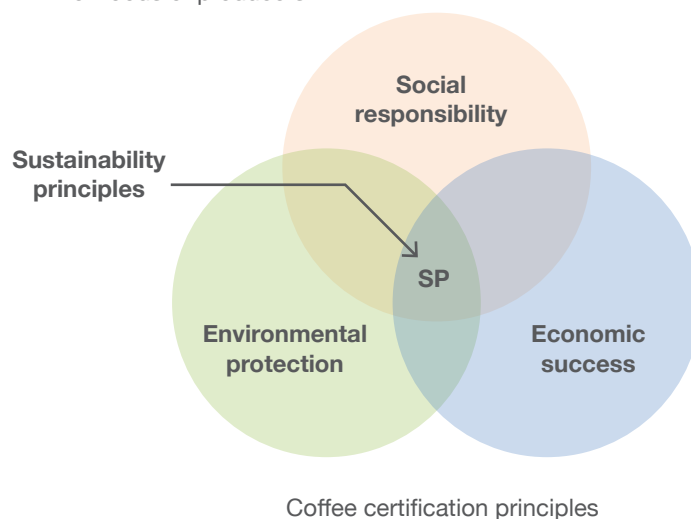 Social
responsibility
Sustainability
principles
SP
Environmental
protection
Economic
success
Coffee certification principles